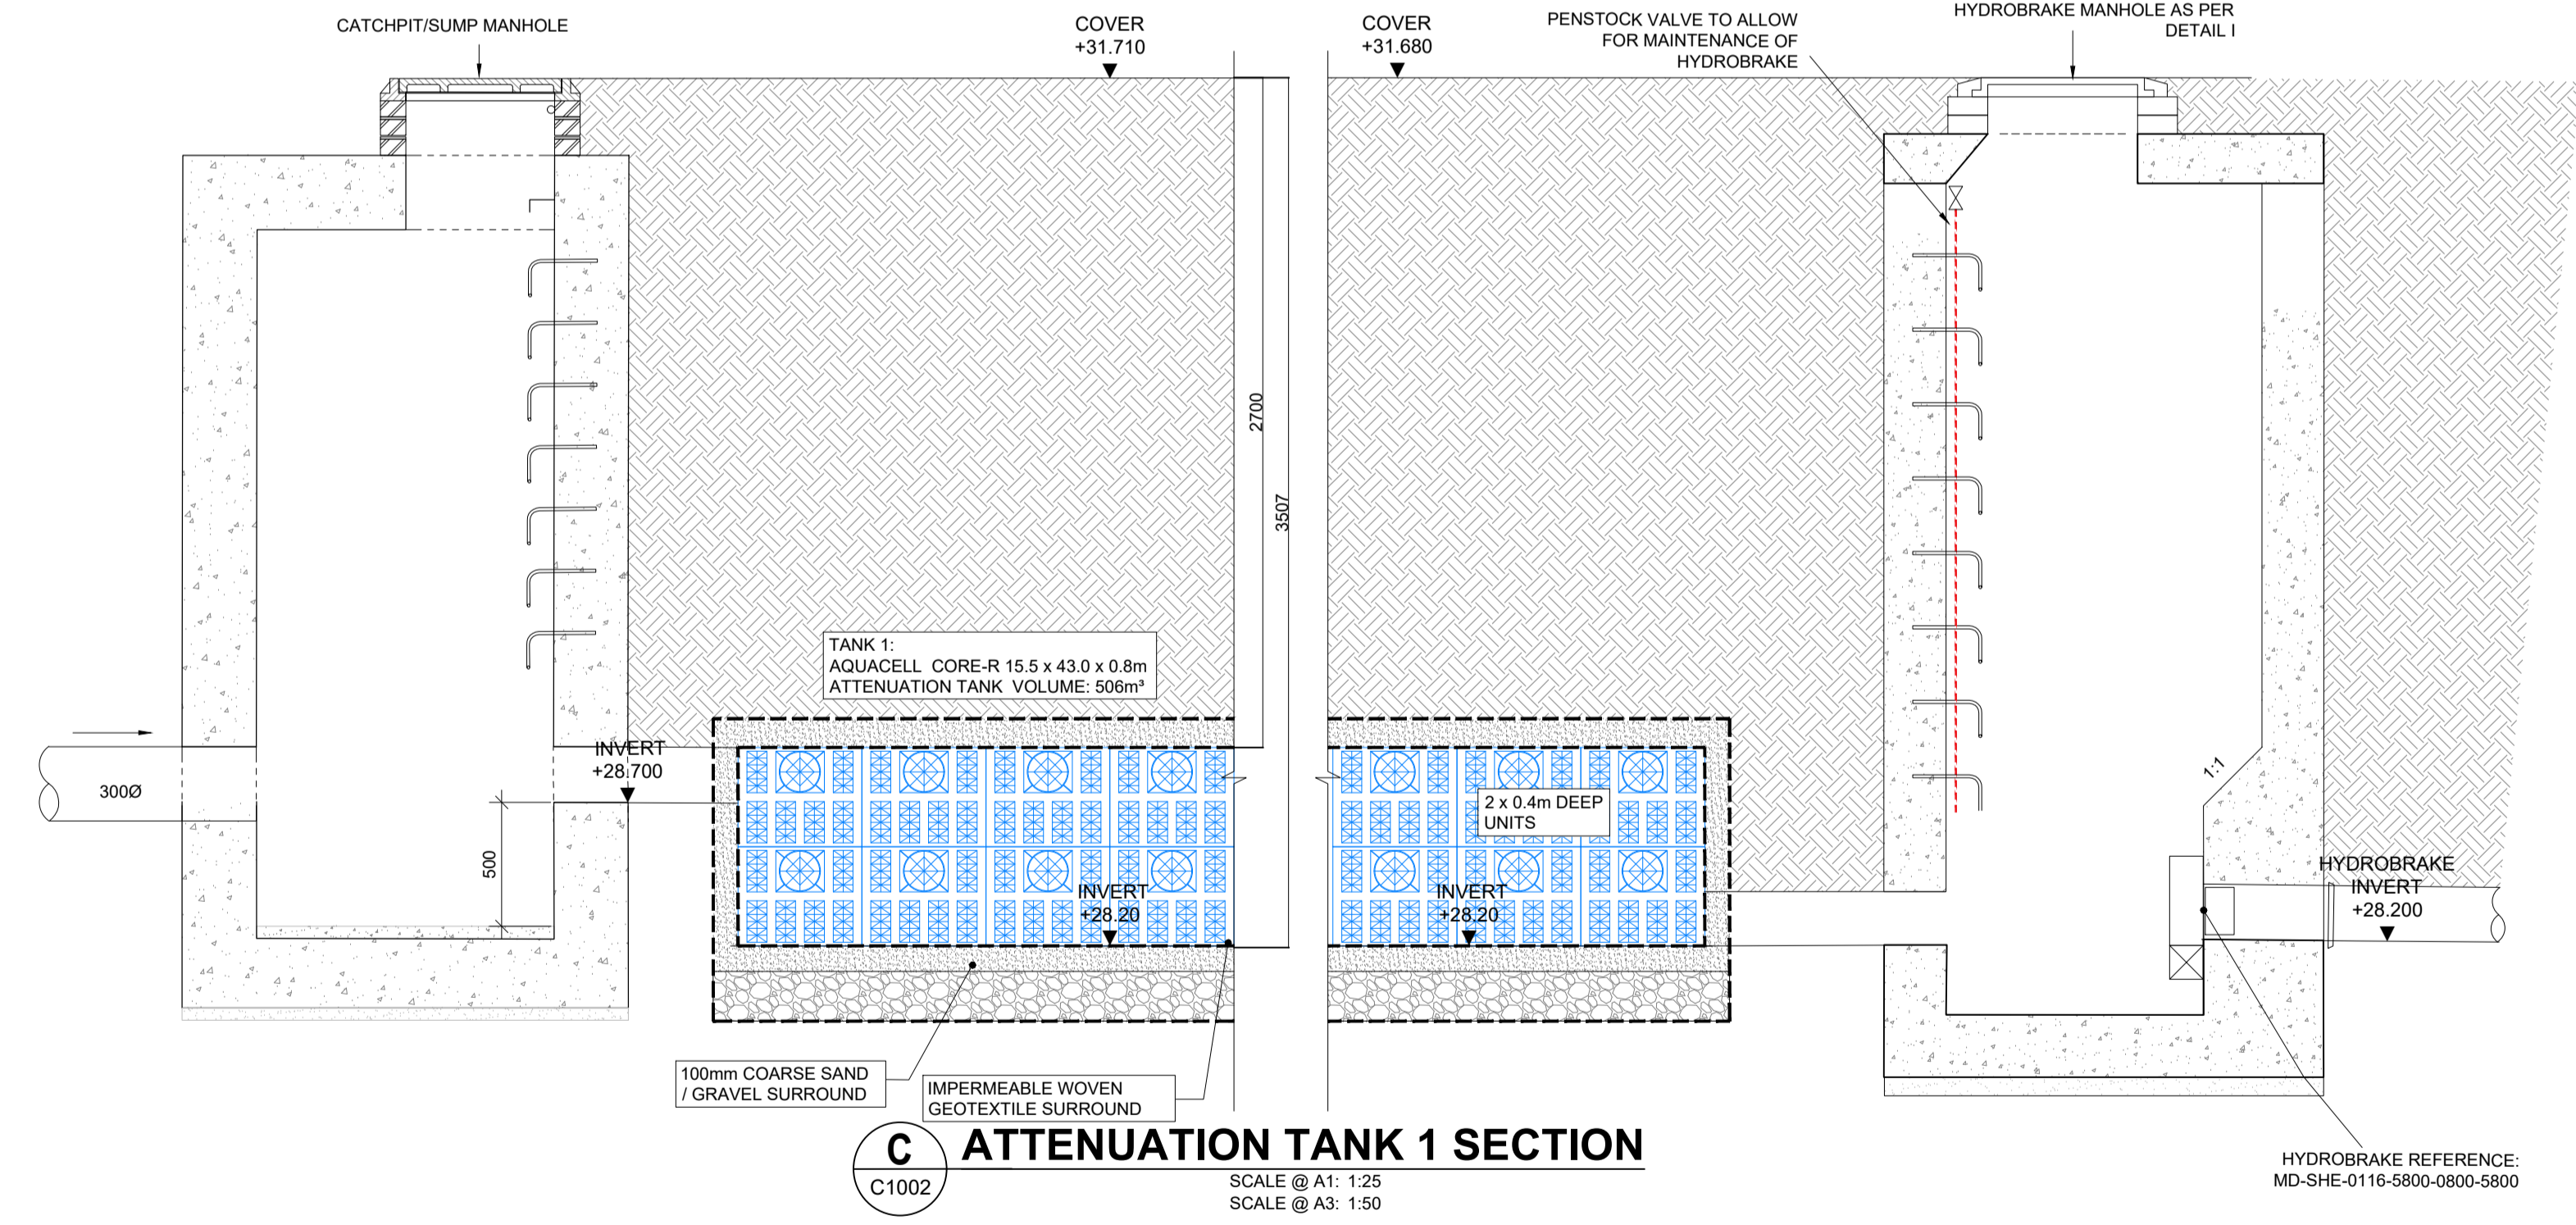 CATCHPIT/SUMP MANHOLE
COVER
+31.710
COVER
+31.680
PENSTOCK VALVE TO ALLOW
FOR MAINTENANCE OF
HYDROBRAKE
HYDROBRAKE MANHOLE AS PER
DETAIL I
2700
3507
TANK 1:
AQUACELL CORE-R 15.5 x 43.0 x 0.8m
ATTENUATION TANK VOLUME: 506m³
300Ø
INVERT
+28.700
500
2 x 0.4m DEEP
UNITS
INVERT
+28.20
INVERT
+28.20
1:1
HYDROBRAKE
INVERT
+28.200
100mm COARSE SAND
/ GRAVEL SURROUND
IMPERMEABLE WOVEN
GEOTEXTILE SURROUND
C
C1002
ATTENUATION TANK 1 SECTION
SCALE @ A1: 1:25
SCALE @ A3: 1:50
HYDROBRAKE REFERENCE:
MD-SHE-0116-5800-0800-5800